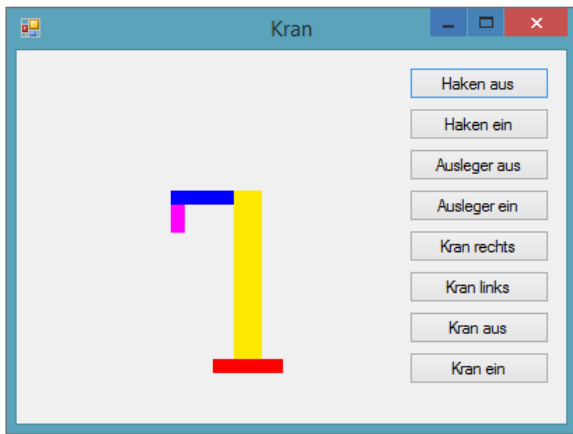 Kran
Haken aus
Haken ein
Ausleger aus
Ausleger ein
Kran rechts
Kran links
Kran aus
Kran ein